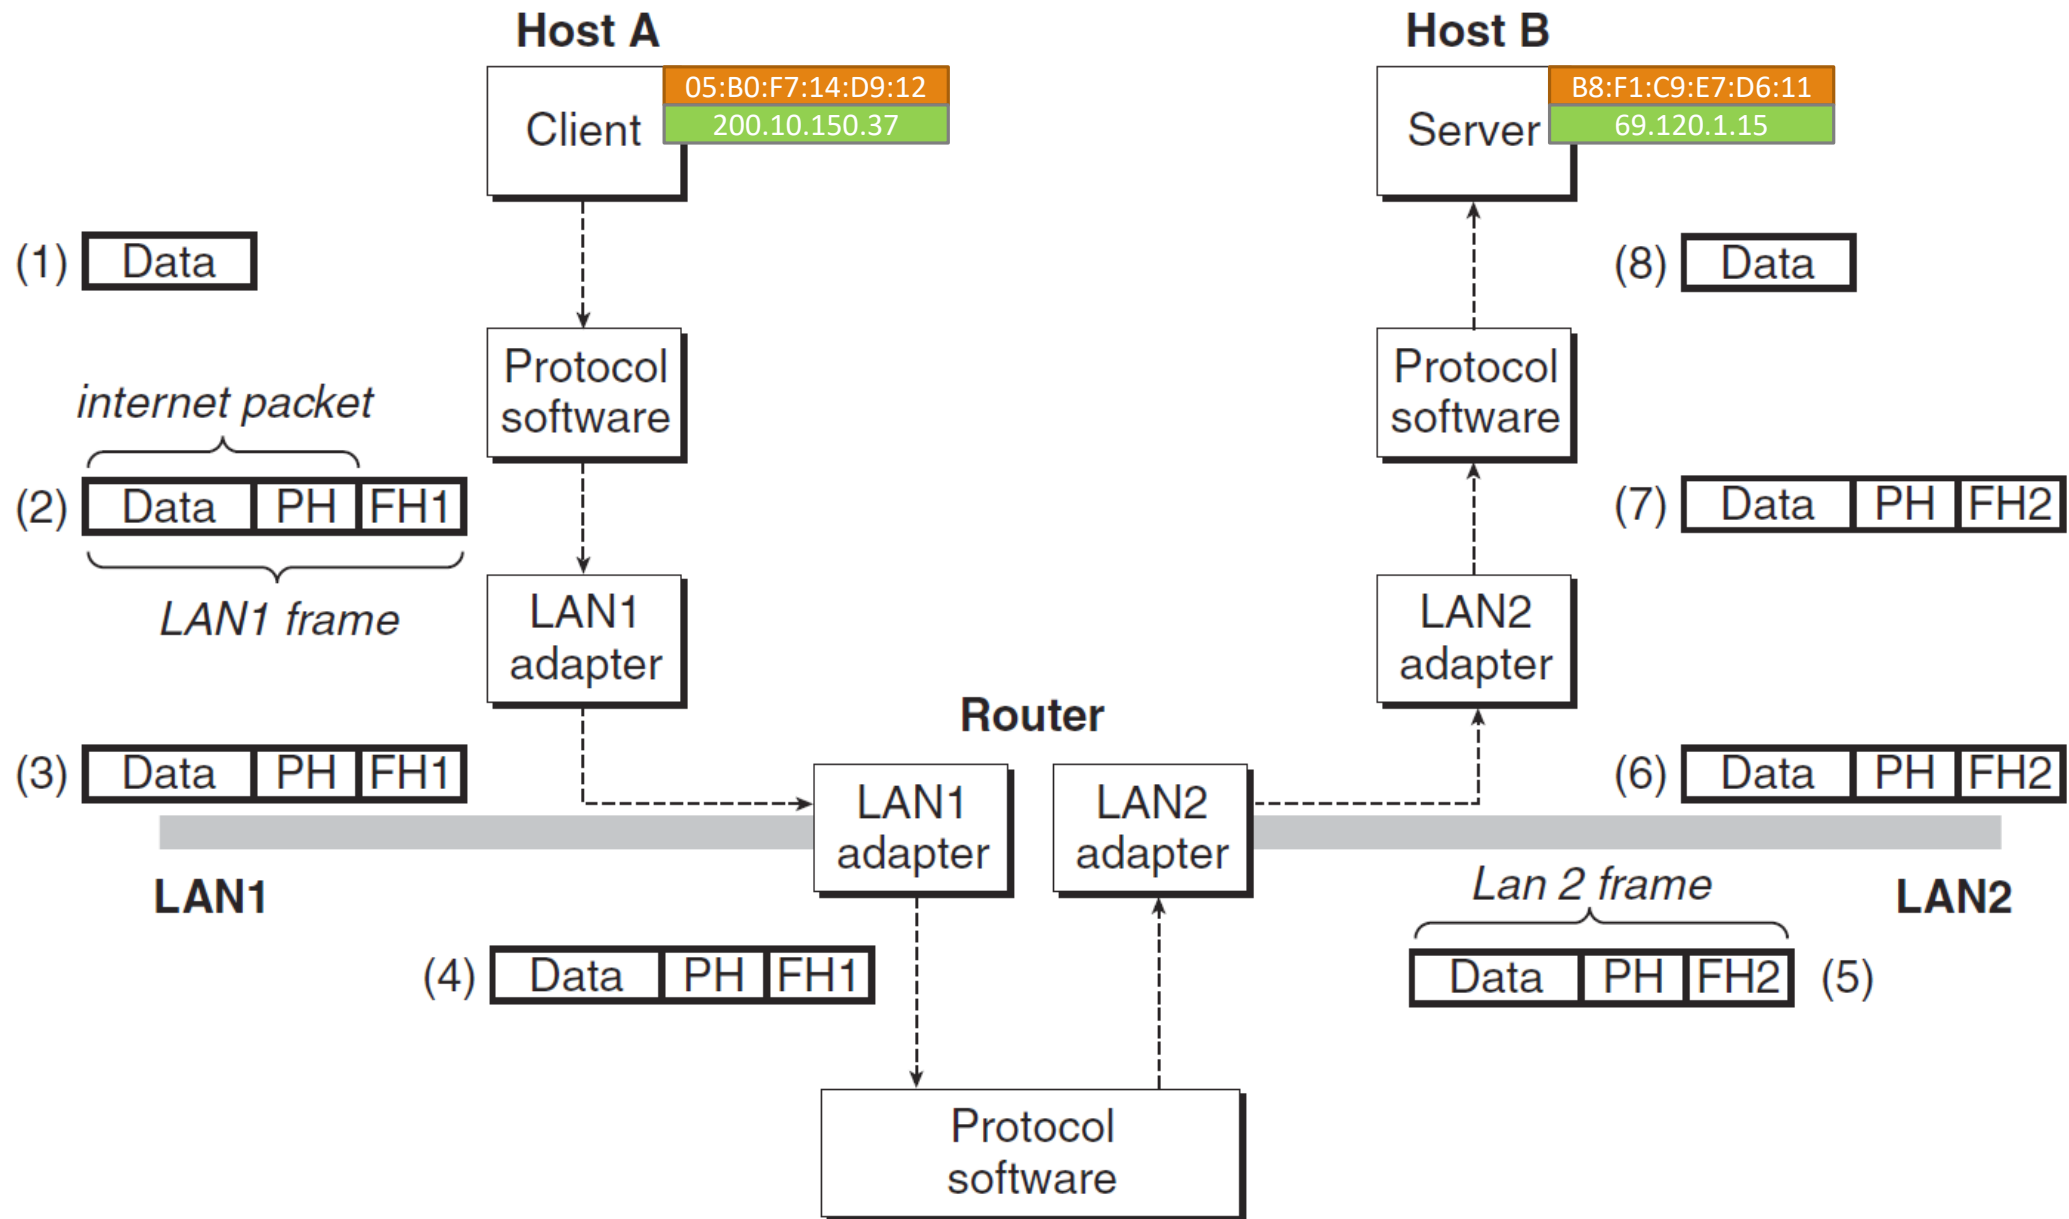 Host A
Host B
Client
05:B0:F7:14:D9:12
200.10.150.37
Server
B8:F1:C9:E7:D6:11
69.120.1.15
(1) Data
(8) Data
Protocol
software
Protocol
software
internet packet
(2) Data PH FH1
LAN1 frame
(7) Data PH FH2
LAN1
adapter
LAN2
adapter
Router
(3) Data PH FH1
(6) Data PH FH2
LAN1
adapter
LAN2
adapter
LAN1
Lan 2 frame
LAN2
(4) Data PH FH1
Data PH FH2 (5)
Protocol
software